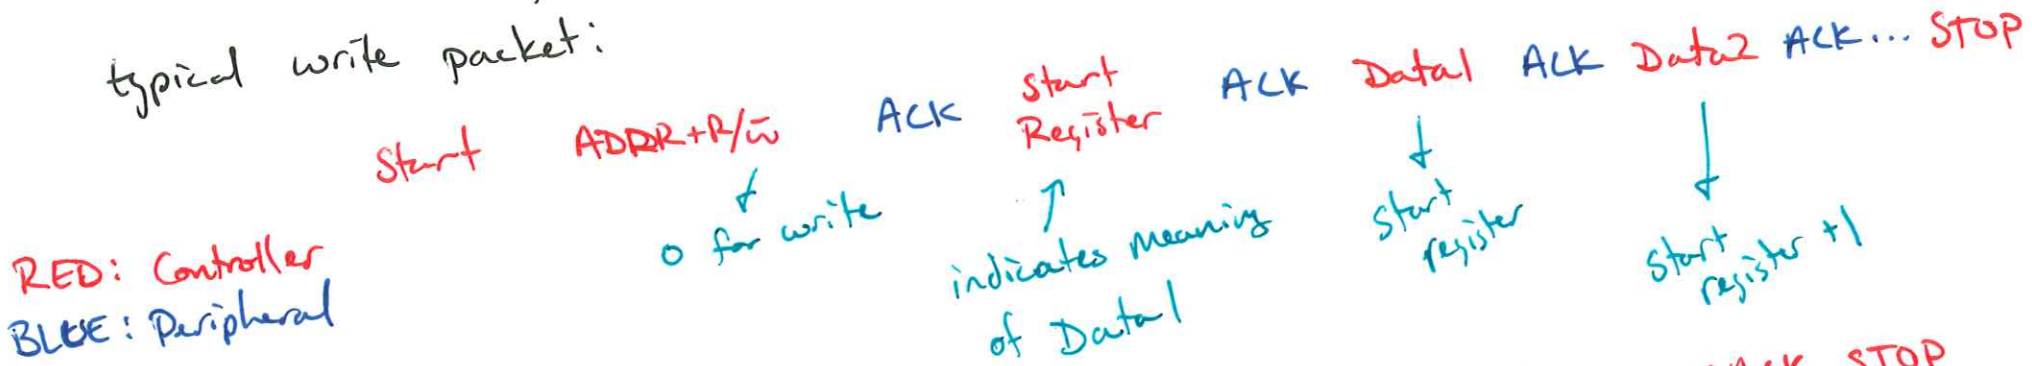 typical write packet:
Start ADDR+R/w̄ ACK Start Register ACK Data1 ACK Data2 ACK... STOP
0 for write
indicates meaning of Data1
start register
start register +1
RED: Controller
BLUE: Peripheral
ACK STOP